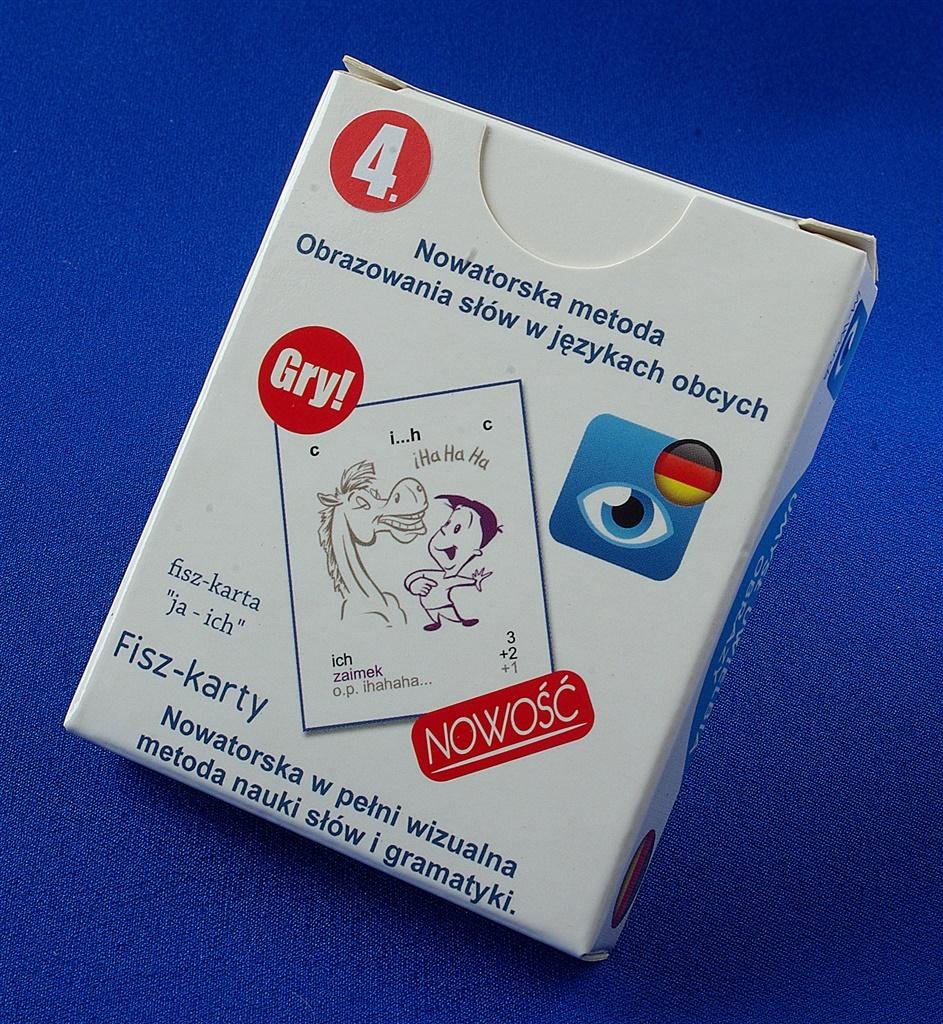 4.
Nowatorska metoda
Obrazowania słów w językach obcych
Gry!
c i...h c
¡Ha Ha Ha
fisz-karta
"ja - ich"
ich 3
zaimek +2
o.p. ihahaha... +1
Fisz-karty
NOWOŚĆ
Nowatorska w pełni wizualna
metoda nauki słów i gramatyki.